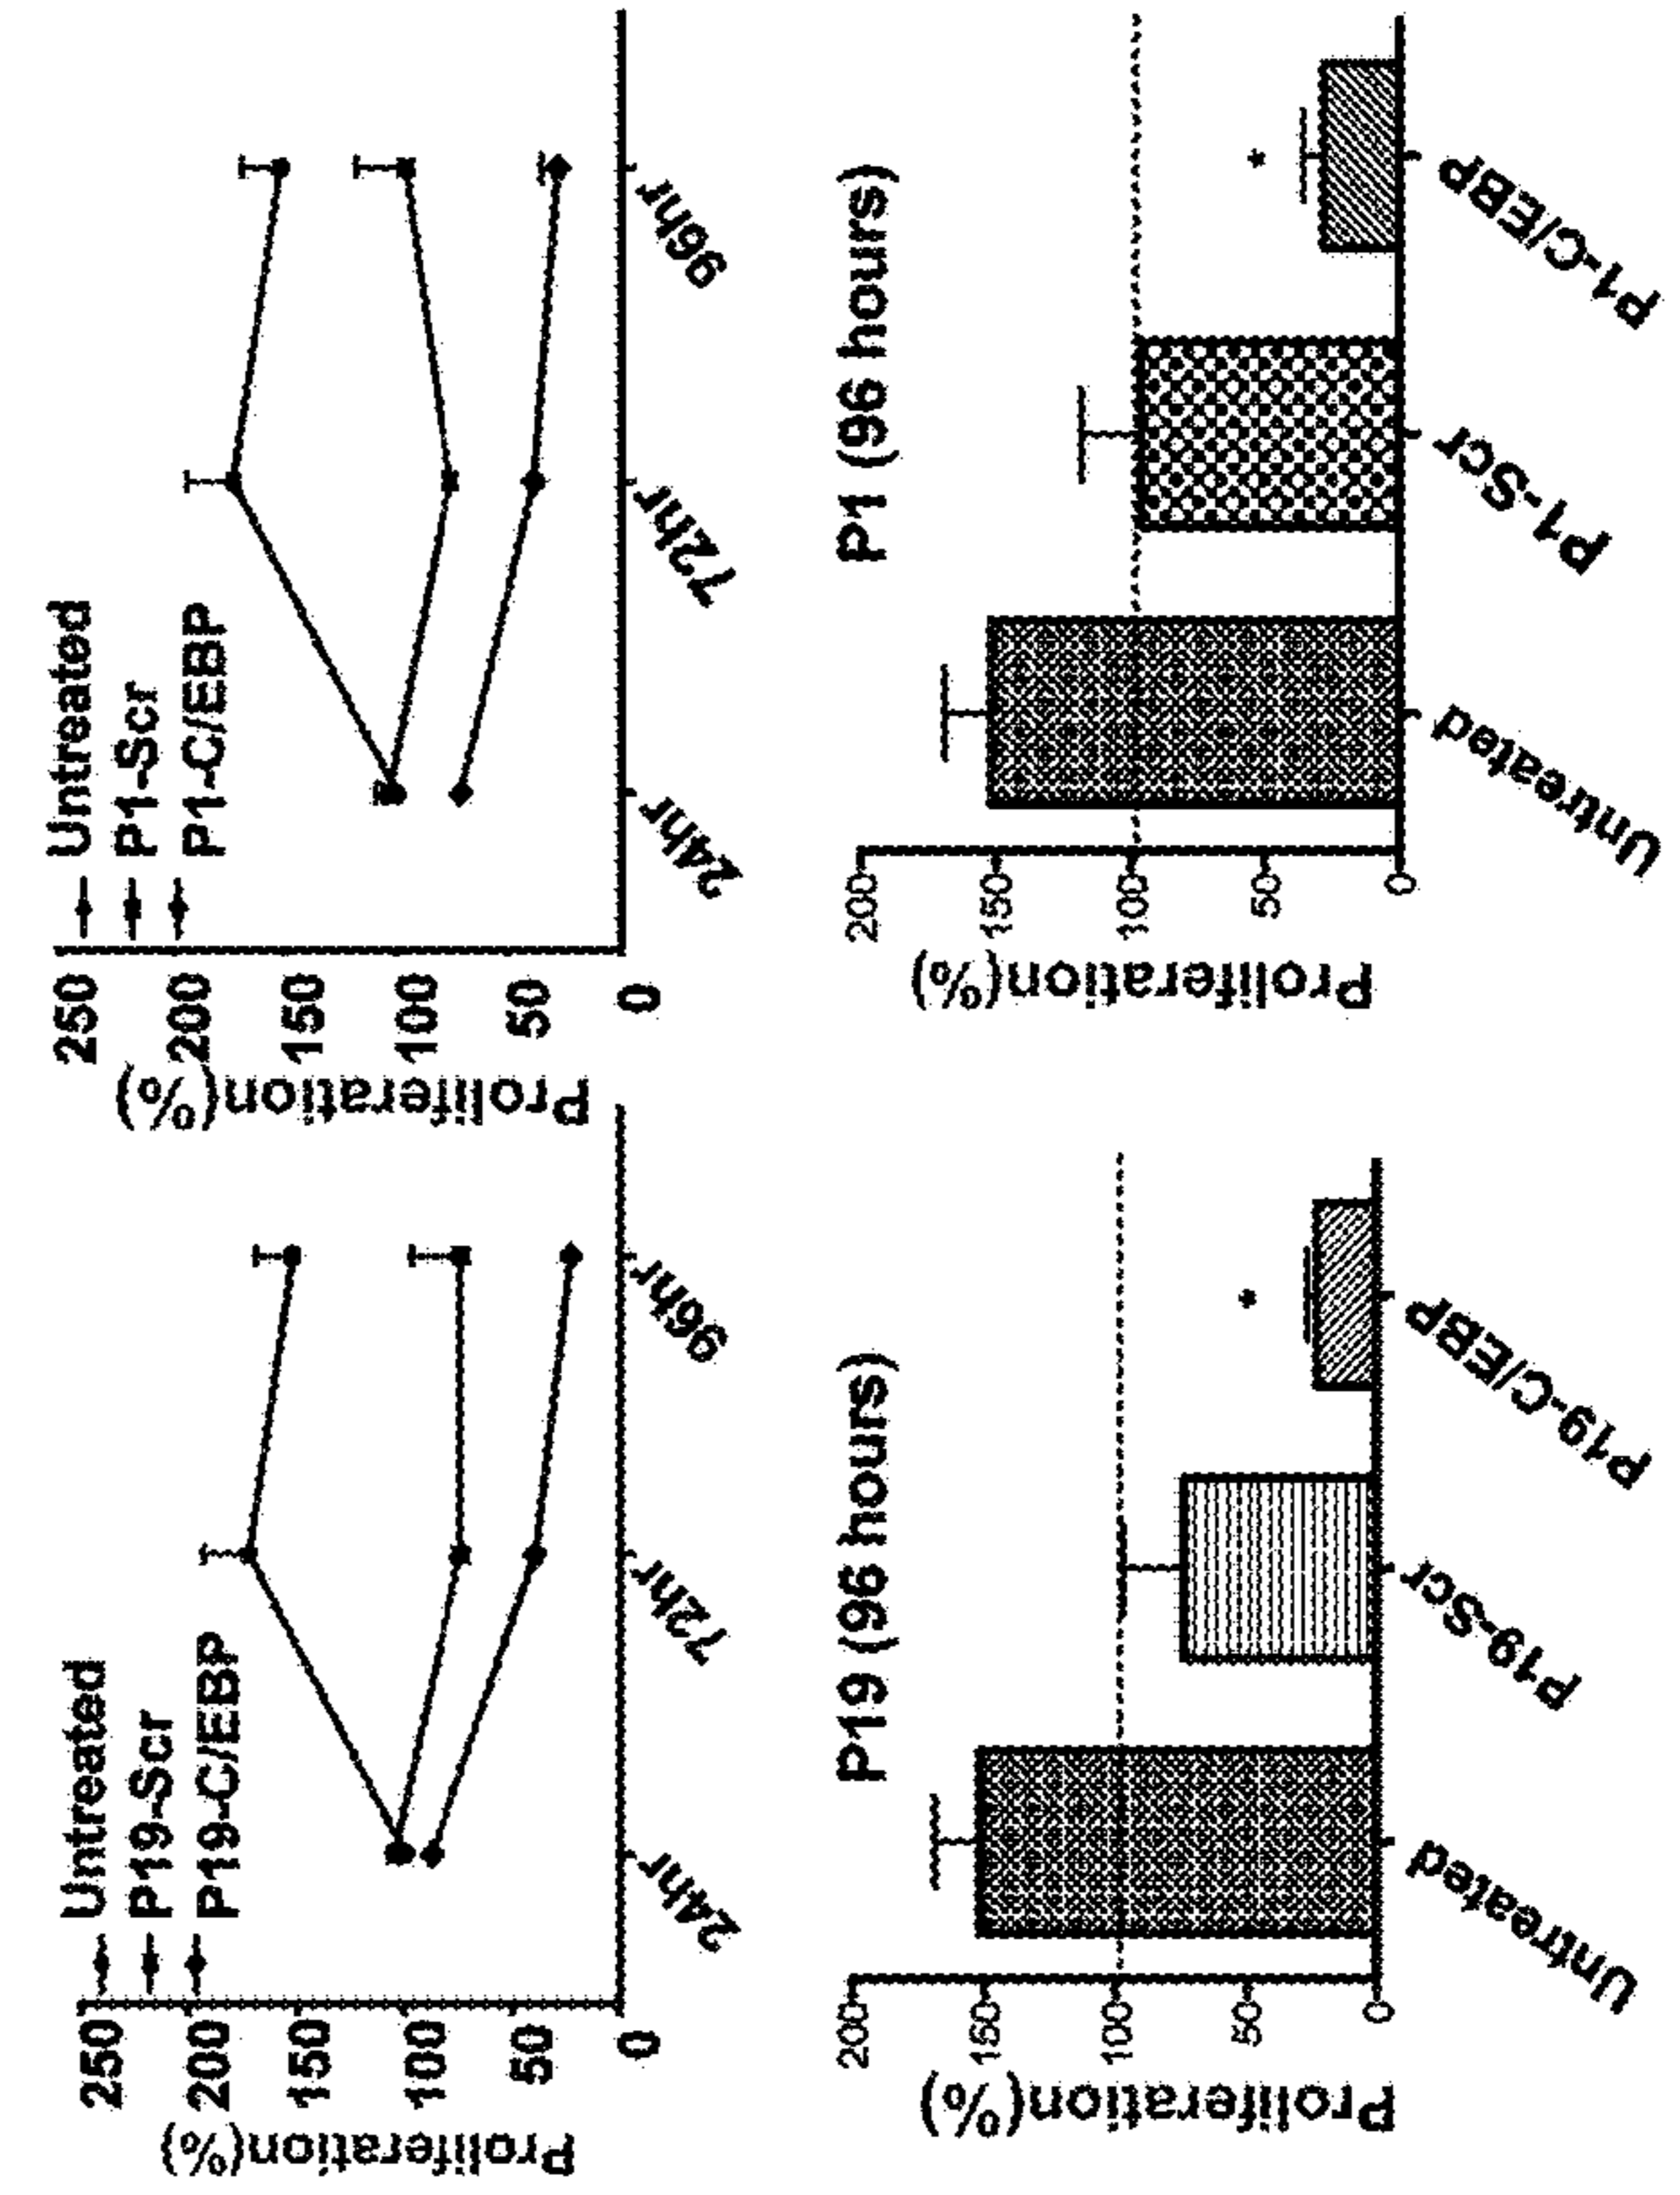 Untreated
P19-Scr
P19-C/EBP
Proliferation(%)
250
200
150
100
50
0
24hr
72hr
96hr
Untreated
P1-Scr
P1-C/EBP
Proliferation(%)
250
200
150
100
50
0
24hr
72hr
96hr
P19 (96 hours)
Proliferation(%)
200
150
100
50
0
Untreated
P19-Scr
P19-C/EBP
*
P1 (96 hours)
Proliferation(%)
200
150
100
50
0
Untreated
P1-Scr
P1-C/EBP
*